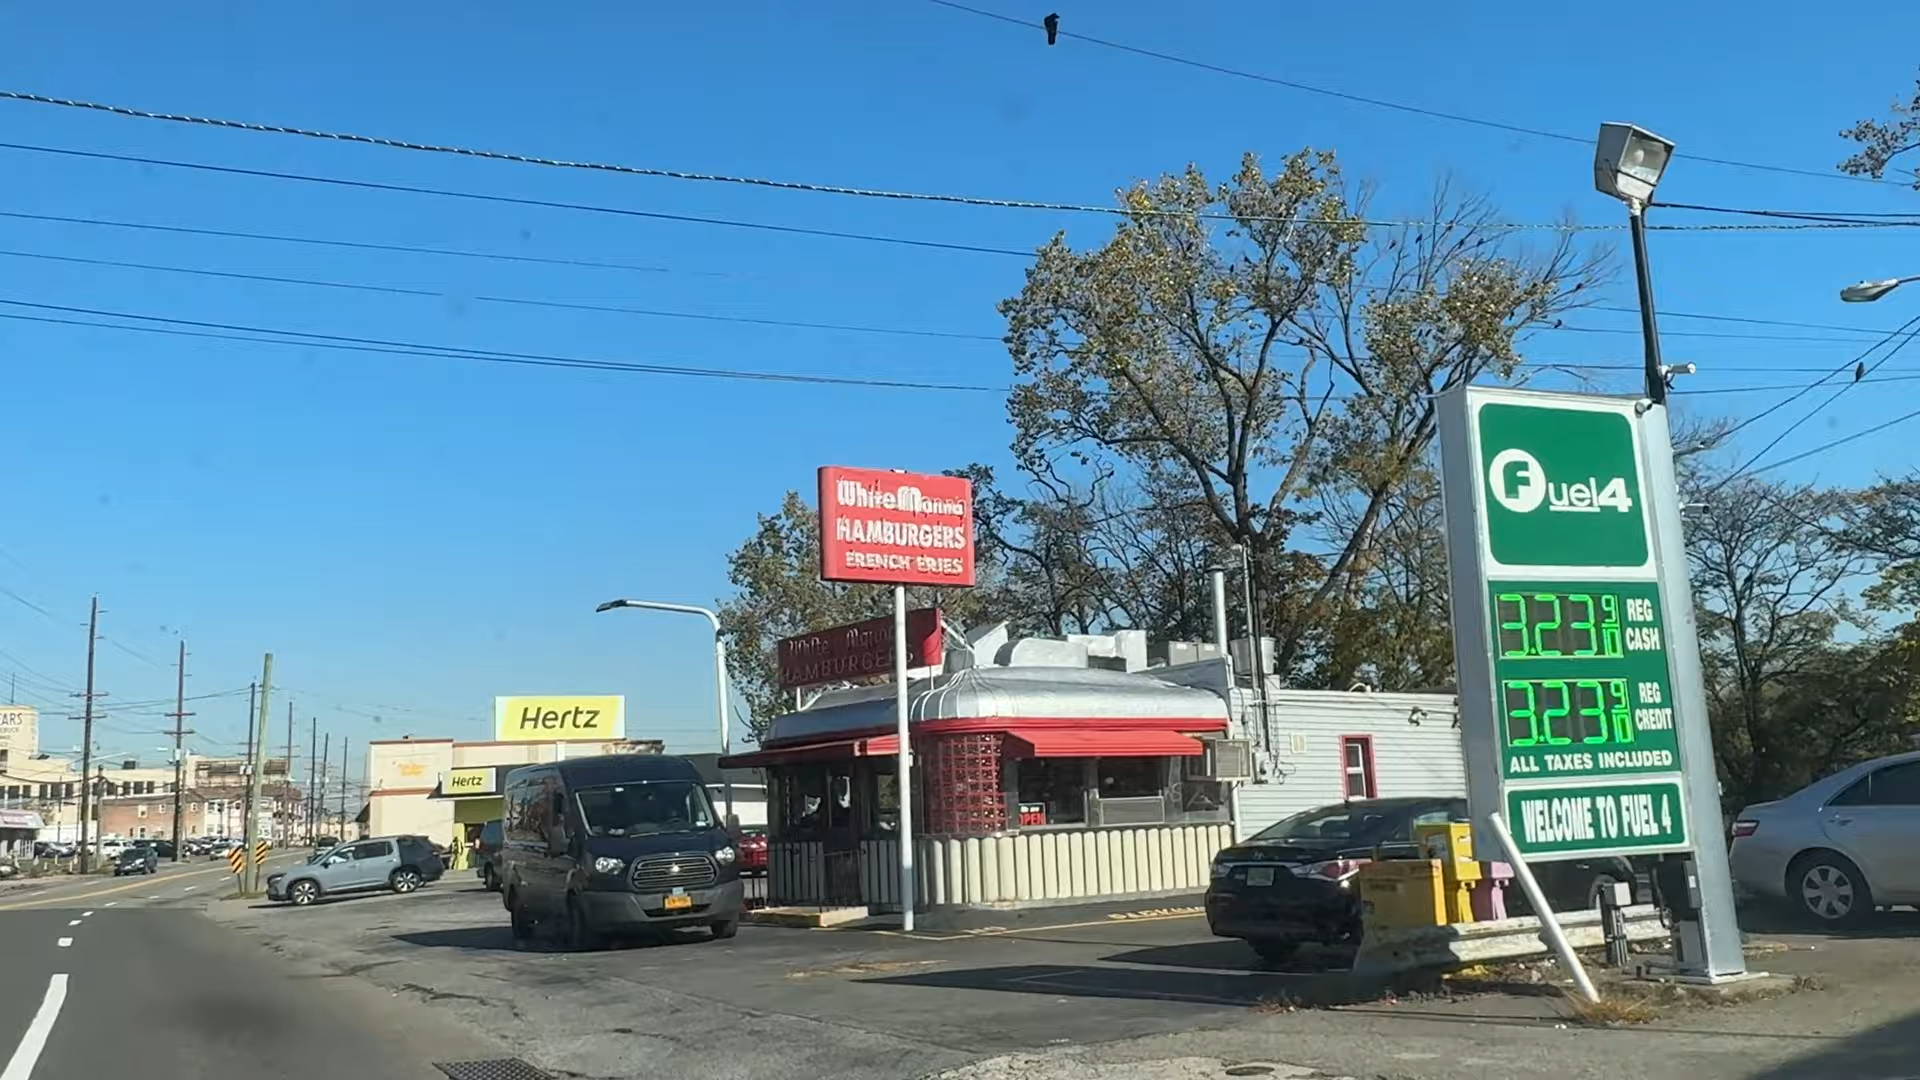 White Manna
HAMBURGERS
FRENCH FRIES
White Manna
HAMBURGERS
Hertz
Hertz
OPEN
EARS
Fuel4
3.23 9/10 REG CASH
3.23 9/10 REG CREDIT
ALL TAXES INCLUDED
WELCOME TO FUEL 4